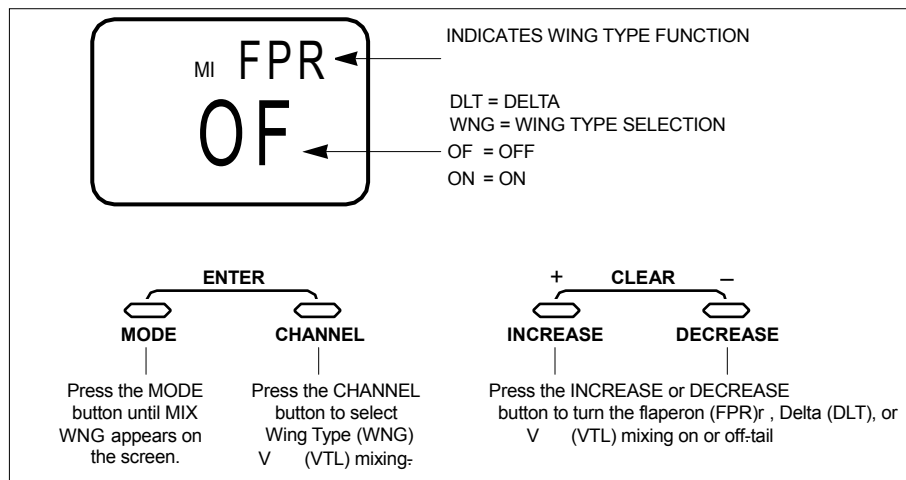 MI FPR
OF
INDICATES WING TYPE FUNCTION
DLT = DELTA
WNG = WING TYPE SELECTION
OF = OFF
ON = ON
ENTER
MODE
CHANNEL
+ CLEAR –
INCREASE
DECREASE
Press the MODE
button until MIX
WNG appears on
the screen.
Press the CHANNEL
button to select
Wing Type (WNG)
V (VTL) mixing-
Press the INCREASE or DECREASE
button to turn the flaperon (FPR)r , Delta (DLT), or
V (VTL) mixing on or off-tail